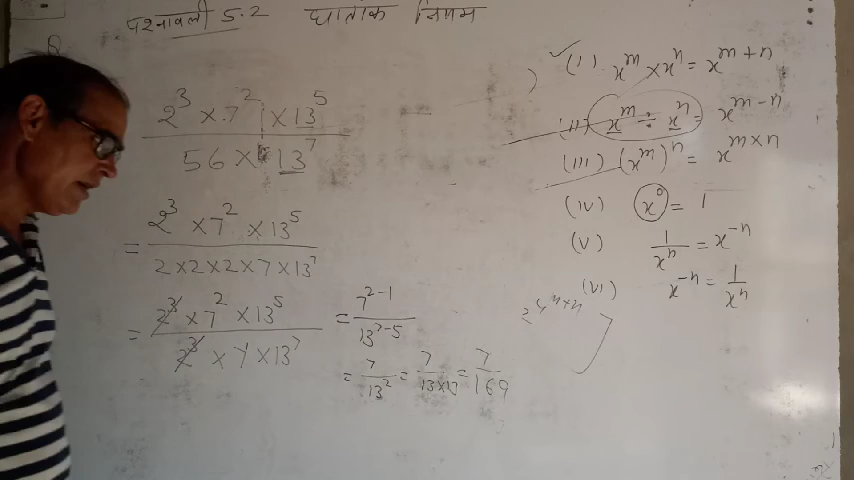 प्रश्नावली 5.2 घातांक नियम
2^3 × 7^2 × 13^5 / 56 × 13^7
= 2^3 × 7^2 × 13^5 / 2 × 2 × 2 × 7 × 13^7
= 2^3 × 7^2 × 13^5 / 2^3 × 7 × 13^7
= 7^(2-1) / 13^(7-5)
= 7 / 13^2 = 7 / 13×13 = 7 / 169
(i) x^m × x^n = x^(m+n)
(ii) x^m ÷ x^n = x^(m-n)
(iii) (x^m)^n = x^(m×n)
(iv) x^0 = 1
(v) 1 / x^n = x^-n
(vi) x^-n = 1 / x^n